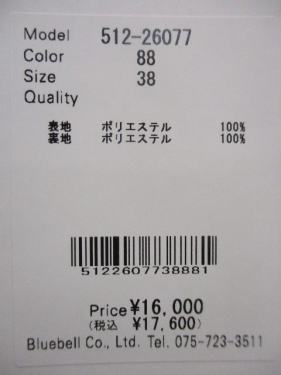 Model 512-26077
Color 88
Size 38
Quality
表地 ポリエステル 100%
裏地 ポリエステル 100%
5122607738881
Price ¥16,000
(税込 ¥17,600)
Bluebell Co., Ltd. Tel. 075-723-3511